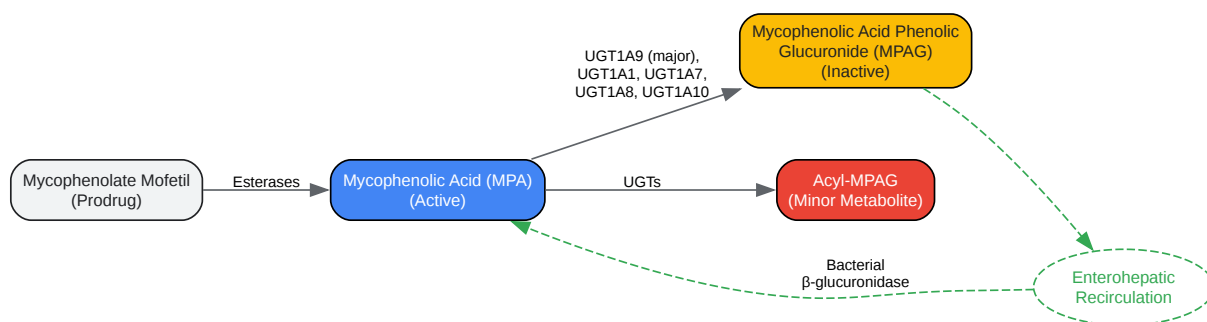 Mycophenolic Acid Phenolic
Glucuronide (MPAG)
(Inactive)
UGT1A9 (major),
UGT1A1, UGT1A7,
UGT1A8, UGT1A10
Mycophenolate Mofetil
(Prodrug)
Esterases
Mycophenolic Acid (MPA)
(Active)
UGTs
Acyl-MPAG
(Minor Metabolite)
Bacterial
β-glucuronidase
Enterohepatic
Recirculation